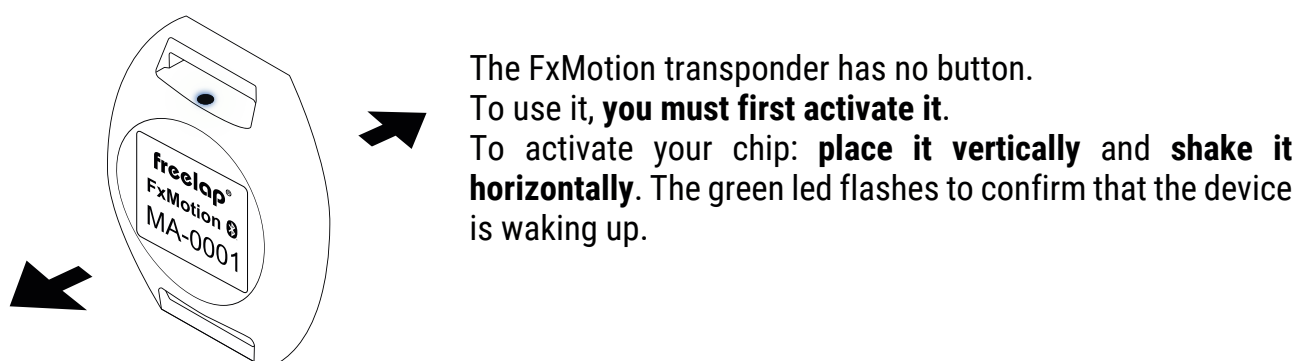 freelap®
FxMotion
MA-0001
The FxMotion transponder has no button.
To use it, you must first activate it.
To activate your chip: place it vertically and shake it
horizontally. The green led flashes to confirm that the device
is waking up.